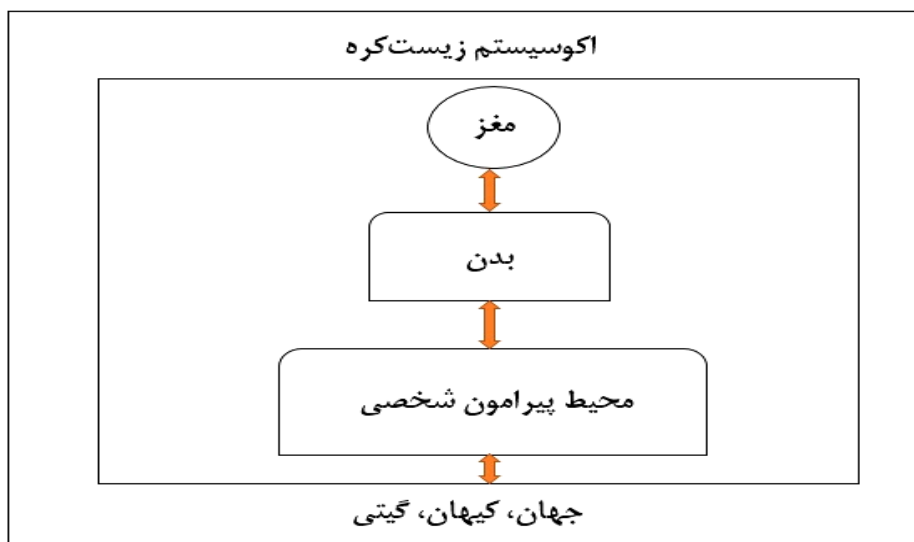 اکوسیستم زیست‌کره
مغز
بدن
محیط پیرامون شخصی
جهان، کیهان، گیتی